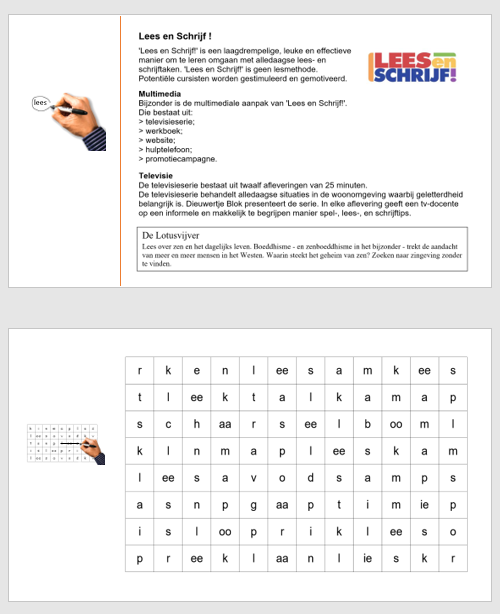 Lees en Schrijf !
'Lees en Schrijf!' is een laagdrempelige, leuke en effectieve
manier om te leren omgaan met alledaagse lees- en
schrijftaken. 'Lees en Schrijf!' is geen lesmethode.
Potentiële cursisten worden gestimuleerd en gemotiveerd.
LEES en
SCHRIJF!
lees
Multimedia
Bijzonder is de multimediale aanpak van 'Lees en Schrijf!'.
Die bestaat uit:
> televisieserie;
> werkboek;
> website;
> hulptelefoon;
> promotiecampagne.
Televisie
De televisieserie bestaat uit twaalf afleveringen van 25 minuten.
De televisieserie behandelt alledaagse situaties in de woonomgeving waarbij geletterdheid
belangrijk is. Dieuwertje Blok presenteert de serie. In elke aflevering geeft een tv-docente
op een informele en makkelijk te begrijpen manier spel-, lees-, en schrijftips.
De Lotusvijver
Lees over zen en het dagelijks leven. Boeddhisme - en zenboeddhisme in het bijzonder - trekt de aandacht
van meer en meer mensen in het Westen. Waarin steekt het geheim van zen? Zoeken naar zingeving zonder
te vinden.
r k e n l ee s a m k ee s
t l ee k t a l k a m a p
s c h aa r s ee l b oo m l
k l n m a p l ee s k a m
l ee s a v o d s a m p s
a s n p g aa p t i m ie p
i s l oo p r i k l ee s o
p r ee k l aa n l ie s k r